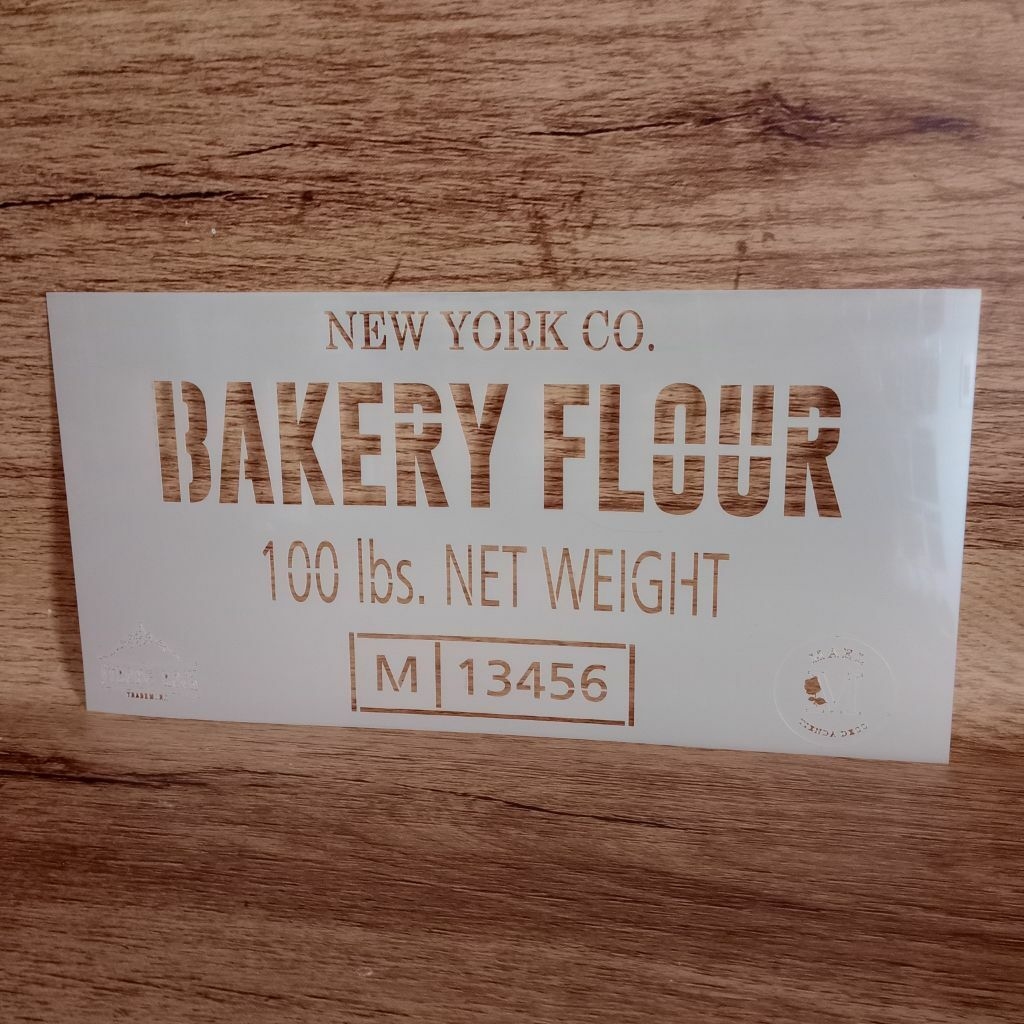 NEW YORK CO.
BAKERY FLOUR
100 lbs. NET WEIGHT
M 13456